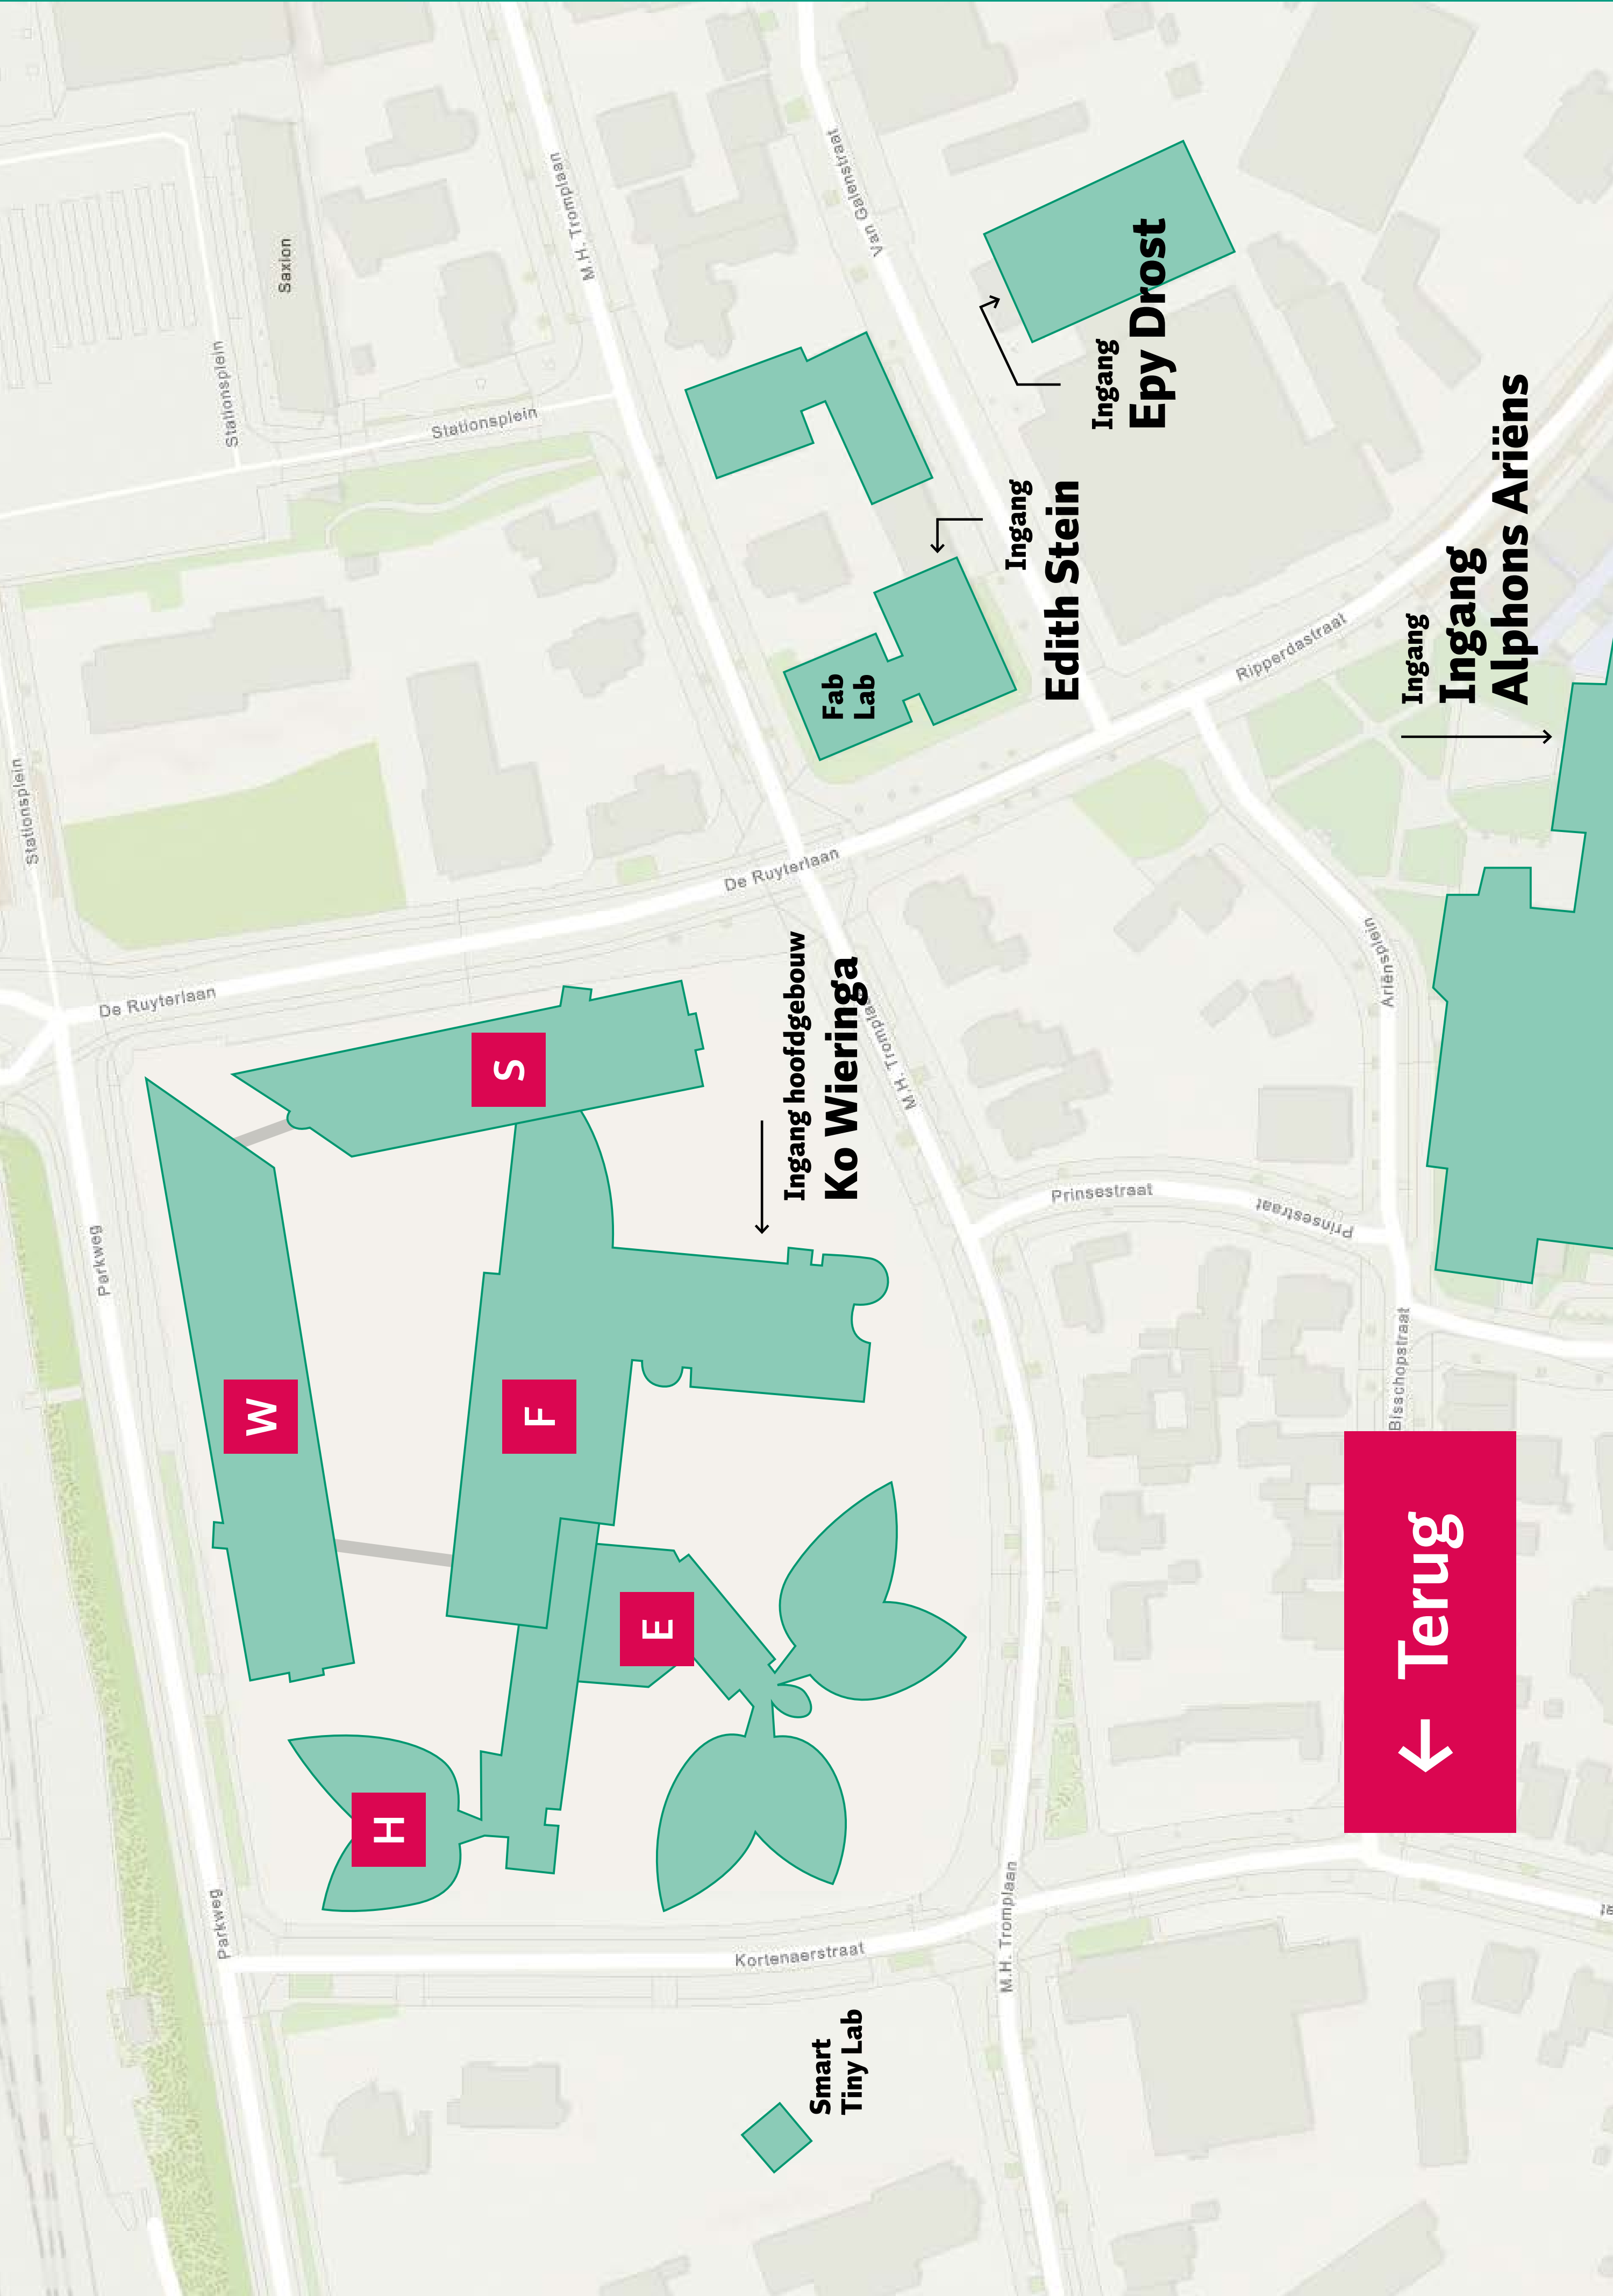 Parkweg
Parkweg
Stationsplein
Stationsplein
Stationsplein
Saxion
De Ruyterlaan
De Ruyterlaan
M.H. Tromplaan
Van Galenstraat
W
S
F
E
H
Fab
Lab
Ingang hoofdgebouw
Ko Wieringa
M.H. Tromplaan
Ingang
Edith Stein
Ingang
Epy Drost
Ripperdastraat
Ingang
Ingang
Alphons Ariëns
Ariënsplein
Prinsestraat
Prinsestraat
Bisschopstraat
Kortenaerstraat
M.H. Tromplaan
Smart
Tiny Lab
← Terug